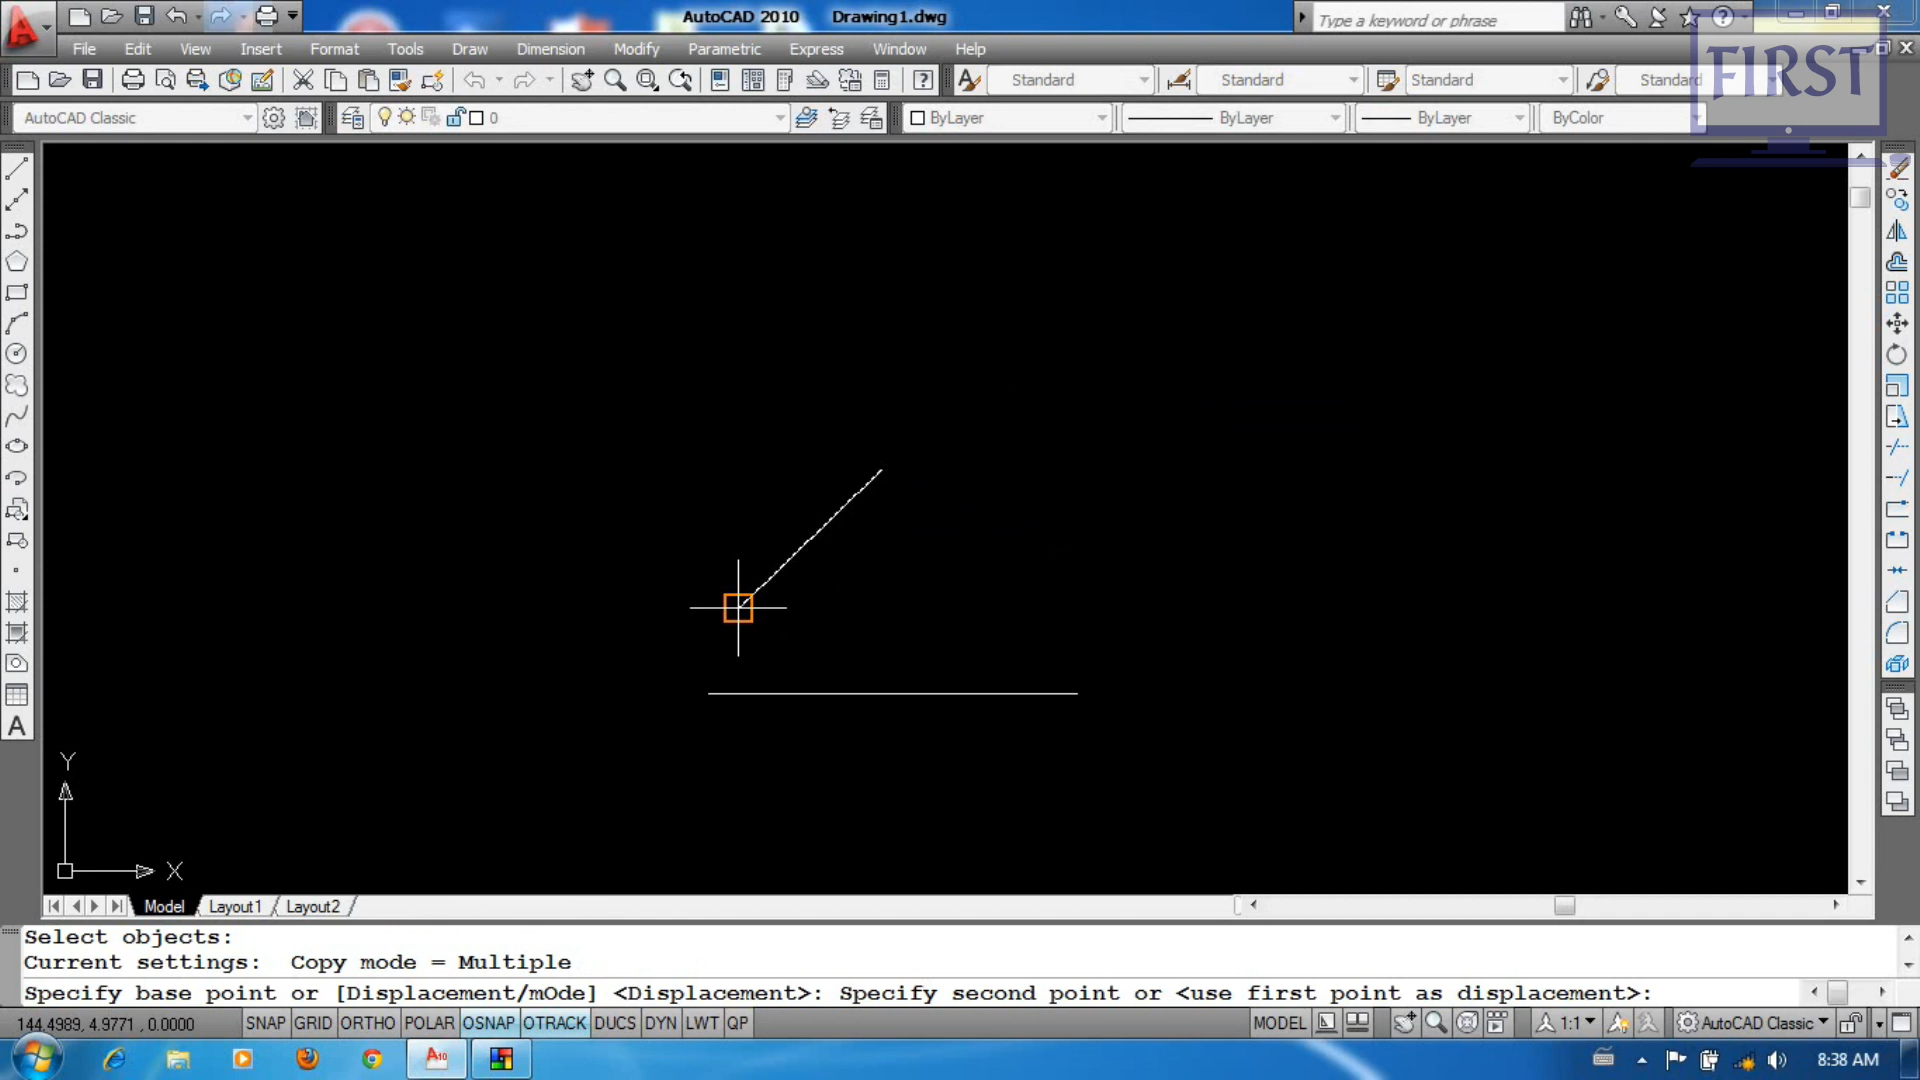 AutoCAD 2010 Drawing1.dwg
Type a keyword or phrase
File Edit View Insert Format Tools Draw Dimension Modify Parametric Express Window Help
Standard Standard Standard Standard
AutoCAD Classic 0 ByLayer ByLayer ByLayer ByColor
FIRST
A
Y
X
Model Layout1 Layout2
Select objects:
Current settings: Copy mode = Multiple
Specify base point or [Displacement/mOde] <Displacement>: Specify second point or <use first point as displacement>:
144.4989, 4.9771 , 0.0000 SNAP GRID ORTHO POLAR OSNAP OTRACK DUCS DYN LWT QP MODEL 1:1 AutoCAD Classic
8:38 AM